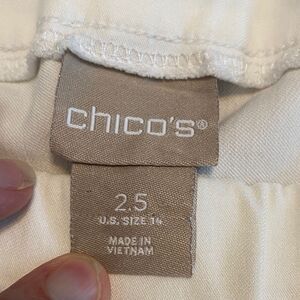 chico's®
2.5
U.S. SIZE 14
MADE IN
VIETNAM